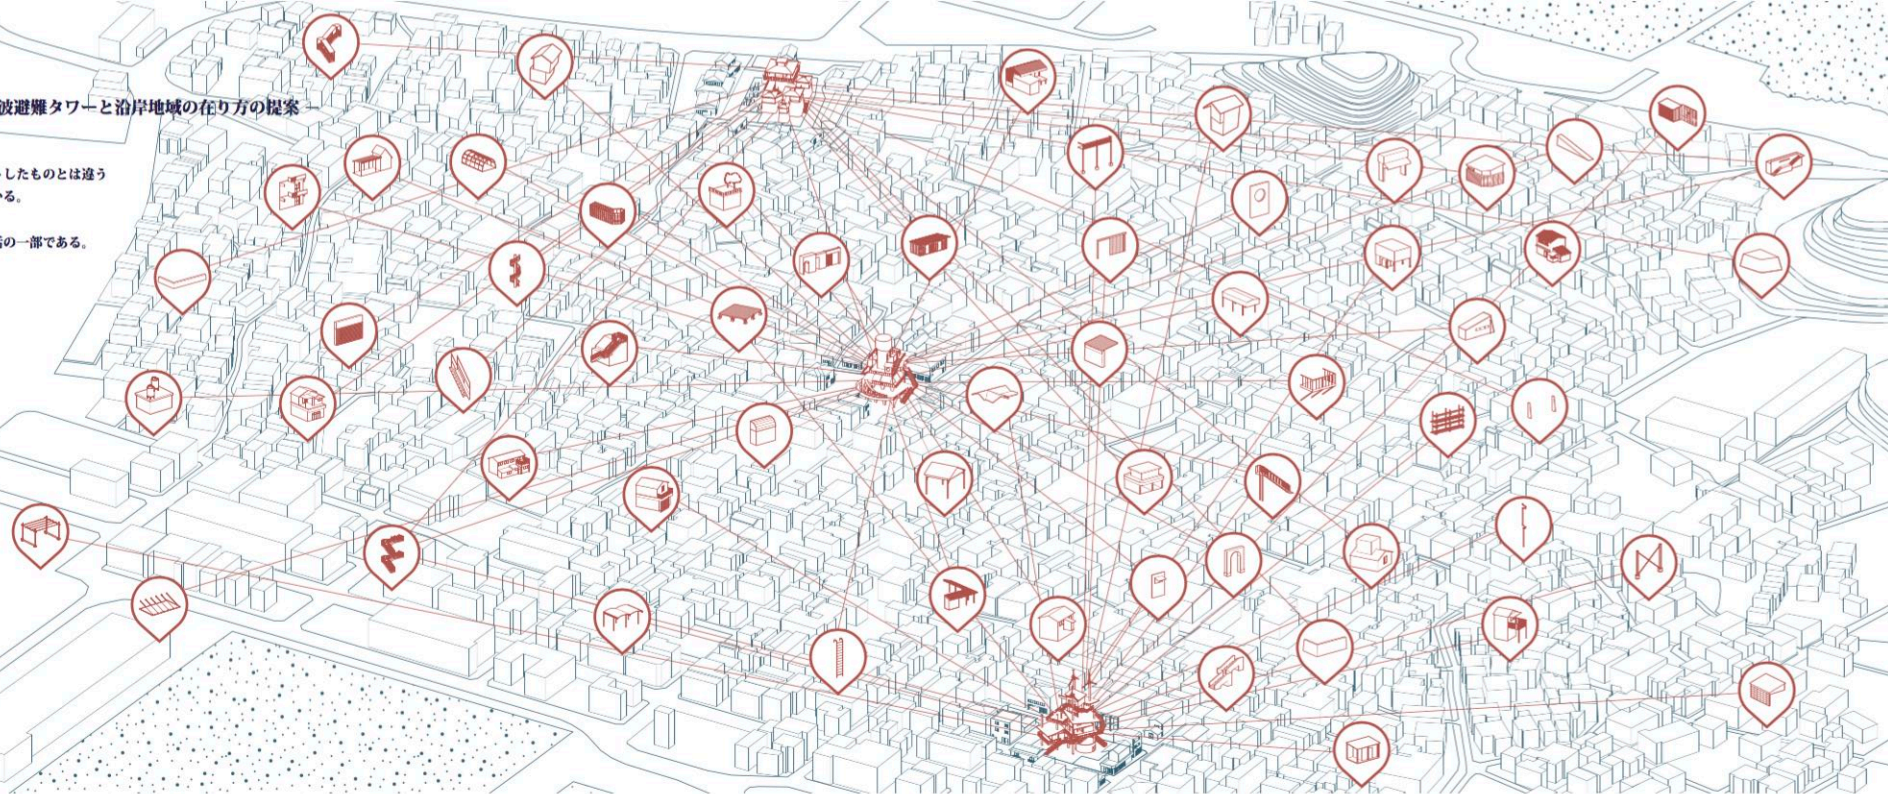 波避難タワーと沿岸地域の在り方の提案 ―
したものとは違う
る。
の一部である。